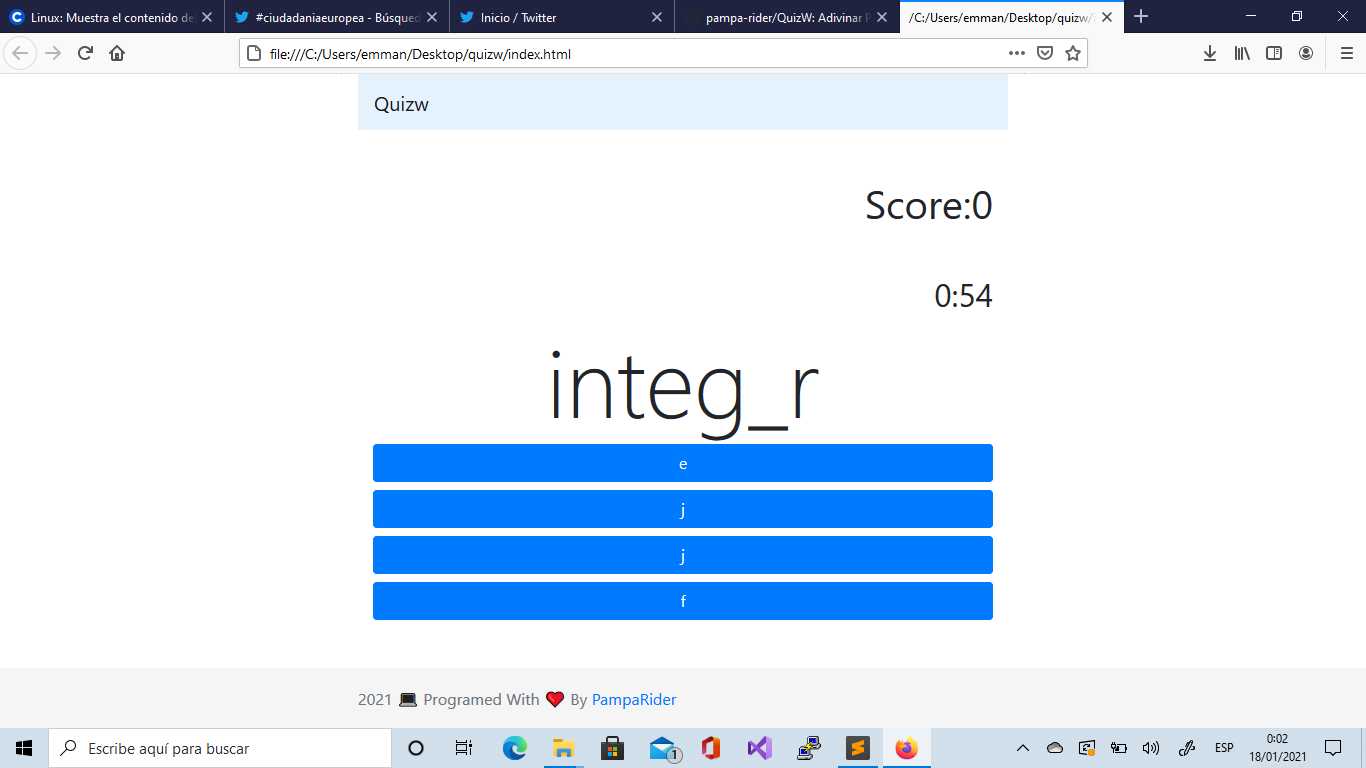 Linux: Muestra el contenido de
#ciudadaniaeuropea - Búsqued
Inicio / Twitter
pampa-rider/QuizW: Adivinar P
/C:/Users/emman/Desktop/quizw/i
file:///C:/Users/emman/Desktop/quizw/index.html
Quizw
Score:0
0:54
integ_r
e
j
j
f
2021 💻 Programed With ❤️ By PampaRider
Escribe aquí para buscar
1
ESP
0:02
18/01/2021